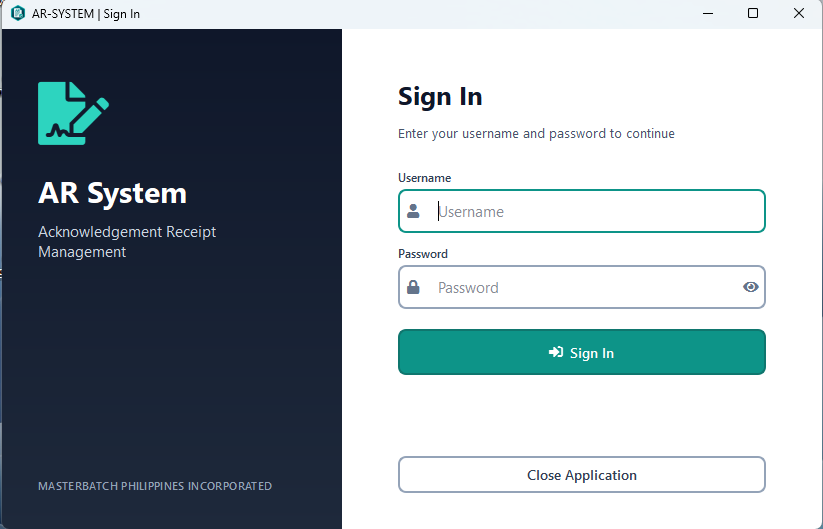 AR-SYSTEM | Sign In
AR System
Acknowledgement Receipt
Management
MASTERBATCH PHILIPPINES INCORPORATED
Sign In
Enter your username and password to continue
Username
Username
Password
Password
Sign In
Close Application